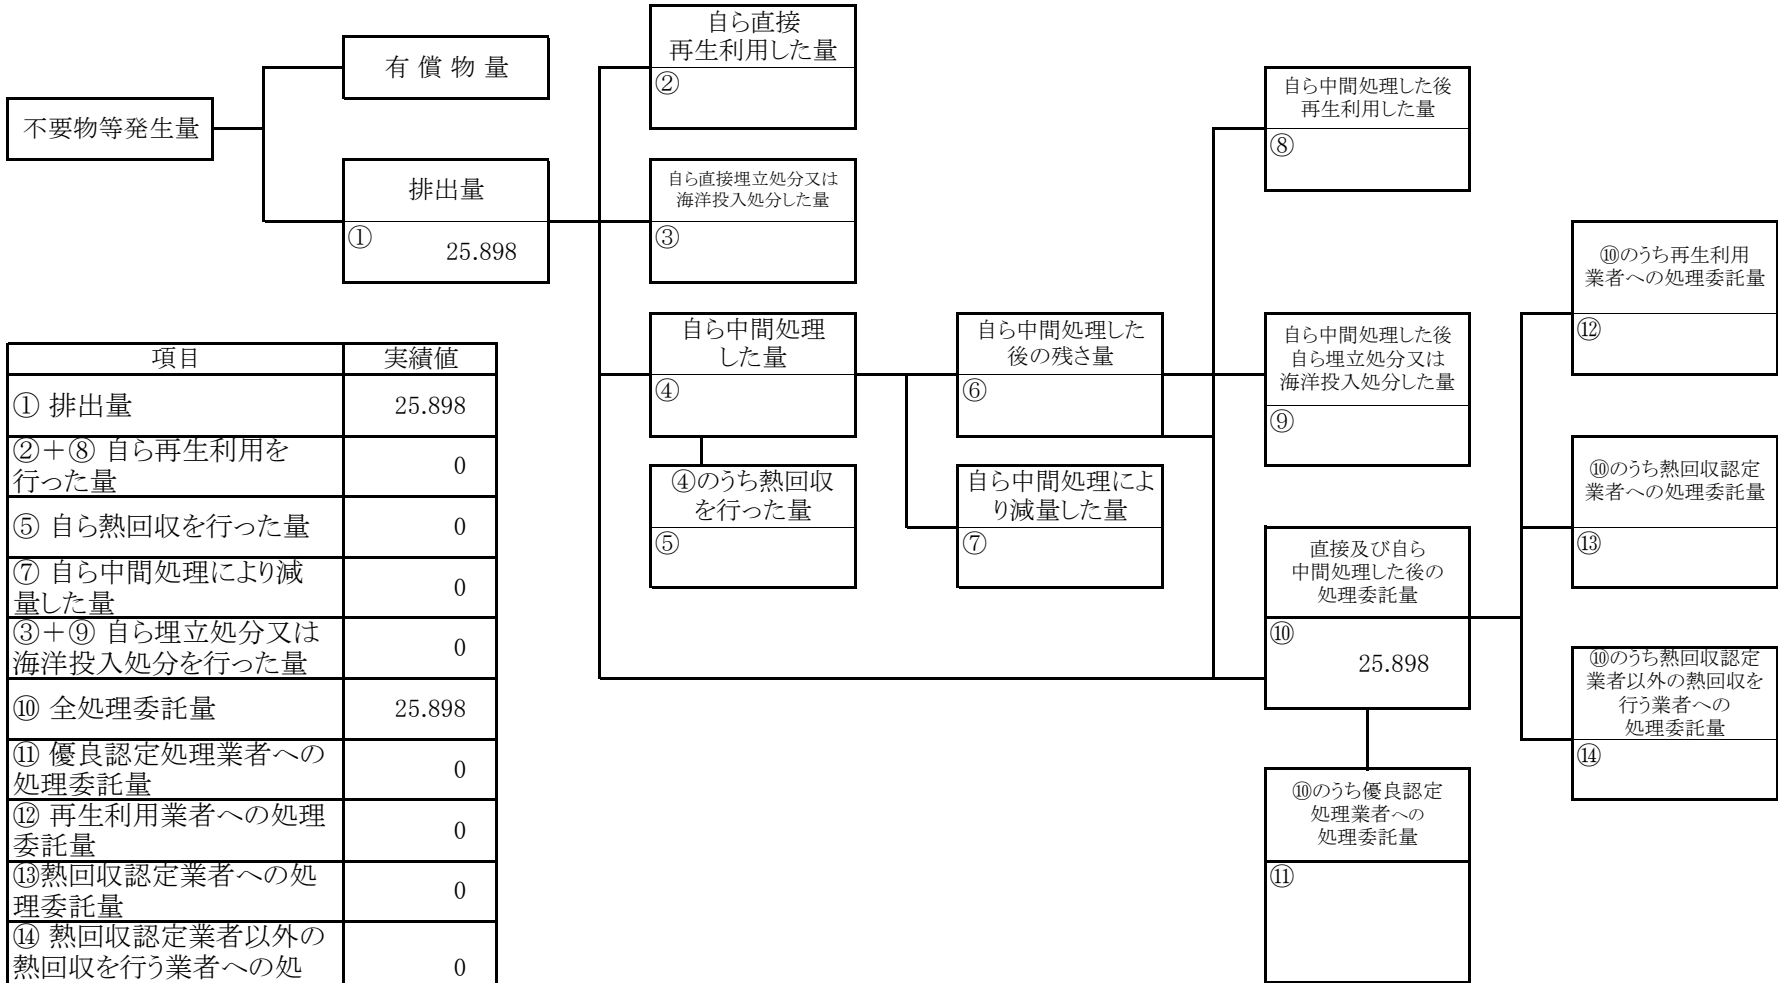 不要物等発生量
有 償 物 量
排出量
①
25.898
自ら直接
再生利用した量
②
自ら直接埋立処分又は
海洋投入処分した量
③
自ら中間処理
した量
④
④のうち熱回収
を行った量
⑤
自ら中間処理した
後の残さ量
⑥
自ら中間処理によ
り減量した量
⑦
自ら中間処理した後
再生利用した量
⑧
自ら中間処理した後
自ら埋立処分又は
海洋投入処分した量
⑨
直接及び自ら
中間処理した後の
処理委託量
⑩
25.898
⑩のうち優良認定
処理業者への
処理委託量
⑪
⑩のうち再生利用
業者への処理委託量
⑫
⑩のうち熱回収認定
業者への処理委託量
⑬
⑩のうち熱回収認定
業者以外の熱回収を
行う業者への
処理委託量
⑭
項目 実績値
① 排出量 25.898
②＋⑧ 自ら再生利用を
行った量 0
⑤ 自ら熱回収を行った量 0
⑦ 自ら中間処理により減
量した量 0
③＋⑨ 自ら埋立処分又は
海洋投入処分を行った量 0
⑩ 全処理委託量 25.898
⑪ 優良認定処理業者への
処理委託量 0
⑫ 再生利用業者への処理
委託量 0
⑬熱回収認定業者への処
理委託量 0
⑭ 熱回収認定業者以外の
熱回収を行う業者への処 0